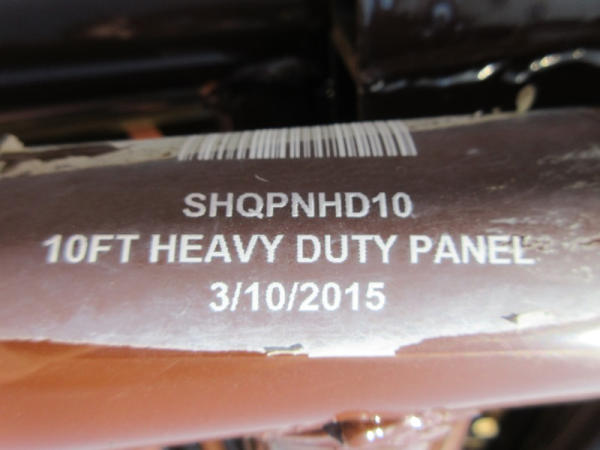 SHQPNHD10
10FT HEAVY DUTY PANEL
3/10/2015